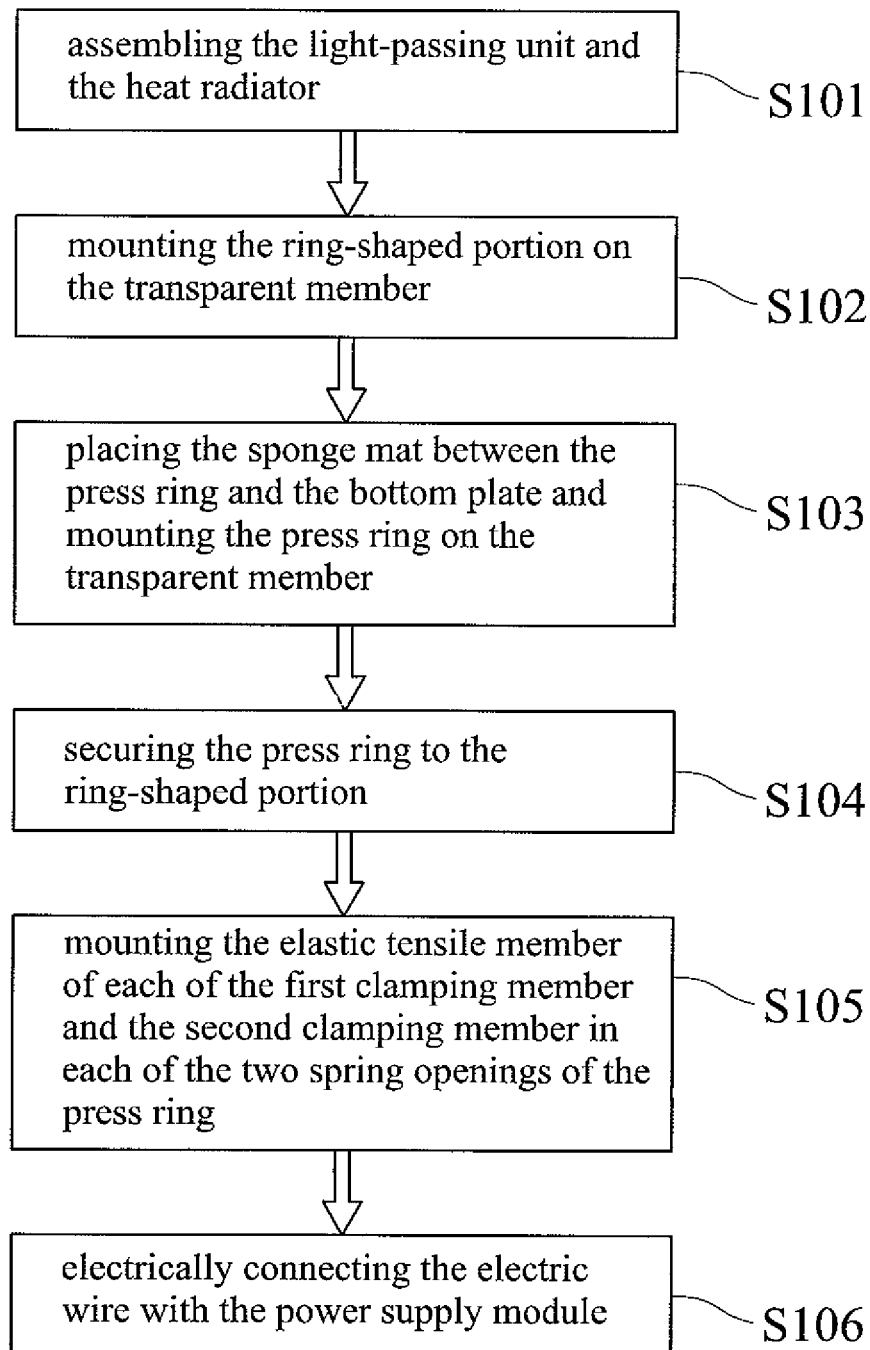 assembling the light-passing unit and
the heat radiator
S101
mounting the ring-shaped portion on
the transparent member
S102
placing the sponge mat between the
press ring and the bottom plate and
mounting the press ring on the
transparent member
S103
securing the press ring to the
ring-shaped portion
S104
mounting the elastic tensile member
of each of the first clamping member
and the second clamping member in
each of the two spring openings of the
press ring
S105
electrically connecting the electric
wire with the power supply module
S106